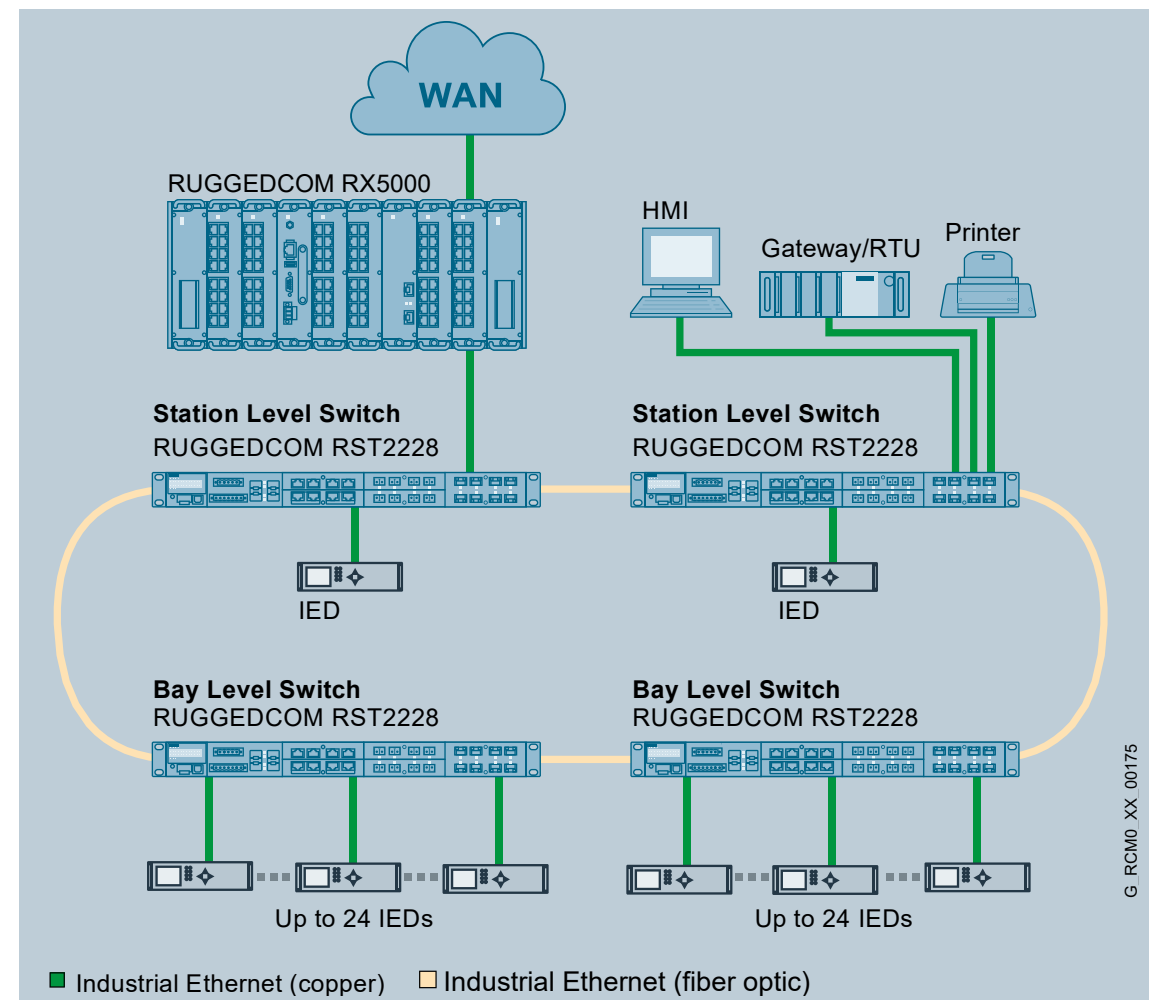 WAN
RUGGEDCOM RX5000
HMI
Gateway/RTU
Printer
Station Level Switch
RUGGEDCOM RST2228
Station Level Switch
RUGGEDCOM RST2228
IED
IED
Bay Level Switch
RUGGEDCOM RST2228
Bay Level Switch
RUGGEDCOM RST2228
Up to 24 IEDs
Up to 24 IEDs
G_RCM0_XX_00175
Industrial Ethernet (copper)
Industrial Ethernet (fiber optic)